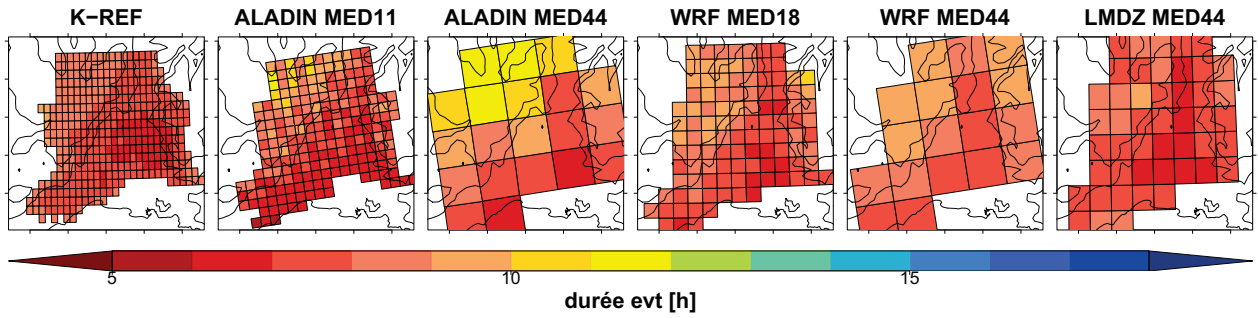 K−REF ALADIN MED11 ALADIN MED44 WRF MED18 WRF MED44 LMDZ MED44
5 10 15
durée evt [h]